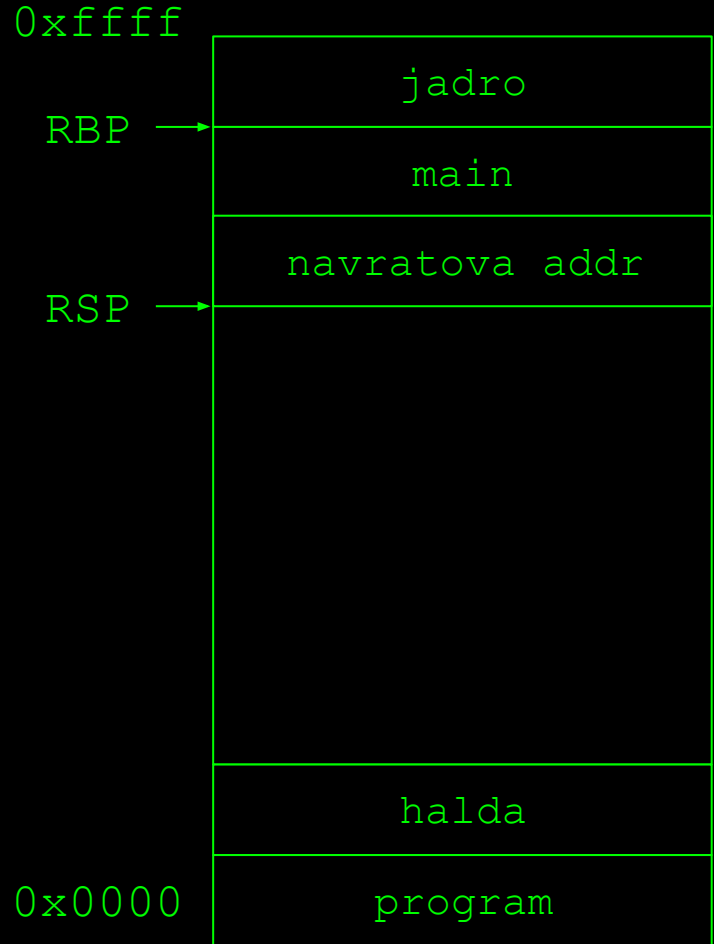 0xffff
jadro
RBP
main
navratova addr
RSP
halda
0x0000
program